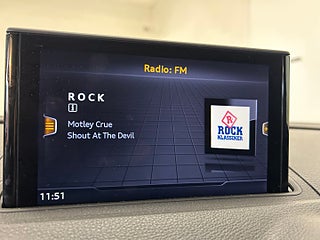 Radio: FM
ROCK
i
Motley Crue
Shout At The Devil
R
ROCK
KLASSIKER
11:51